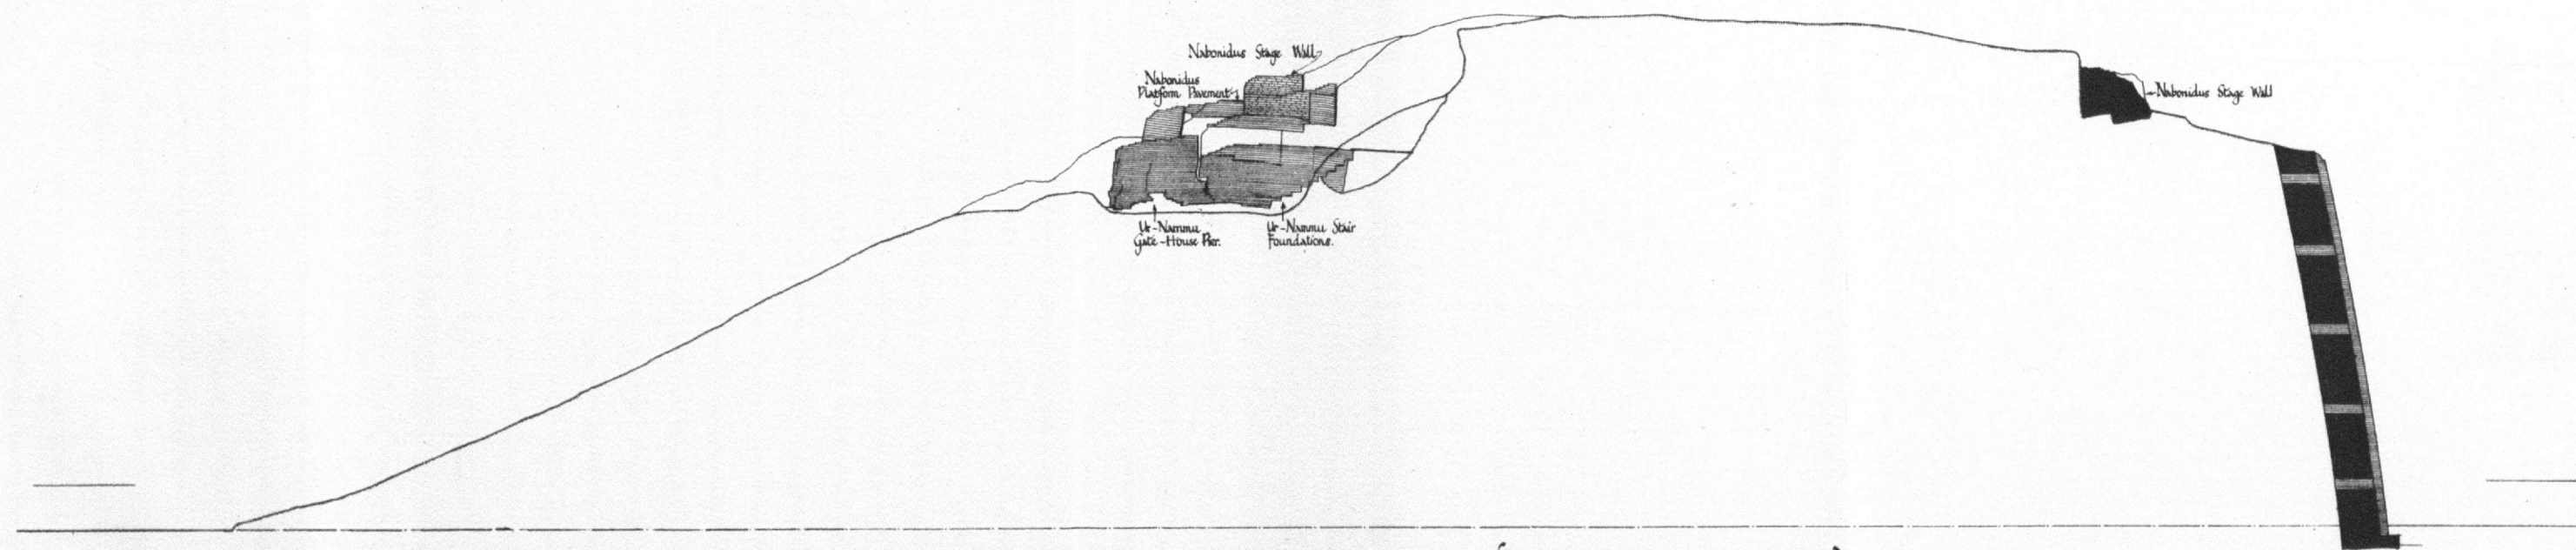 Nabonidus Stage Wall
Nabonidus
Platform Pavement
Nabonidus Stage Wall
Ur-Nammu
Gate-House Pier.
Ur-Nammu Stair
Foundations.